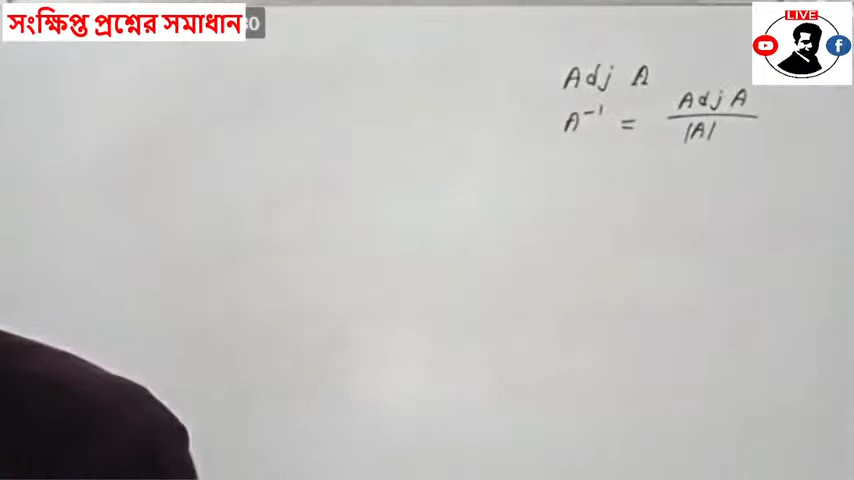 সংক্ষিপ্ত প্রশ্নের সমাধান
LIVE
Adj A
A⁻¹ = Adj A / |A|